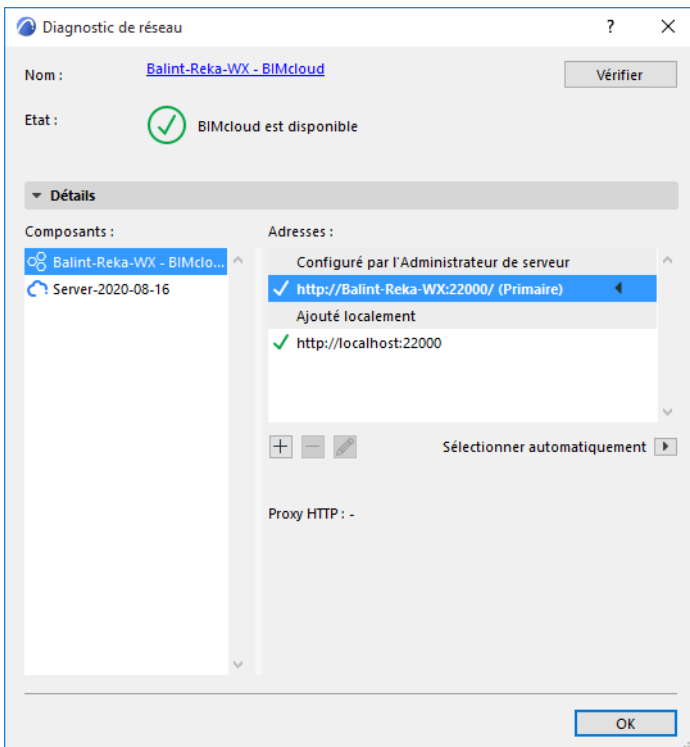 Diagnostic de réseau
?
Nom :
Balint-Reka-WX - BIMcloud
Vérifier
Etat :
BIMcloud est disponible
Détails
Composants :
Balint-Reka-WX - BIMclo...
Server-2020-08-16
Adresses :
Configuré par l'Administrateur de serveur
http://Balint-Reka-WX:22000/ (Primaire)
Ajouté localement
http://localhost:22000
Sélectionner automatiquement
Proxy HTTP : -
OK